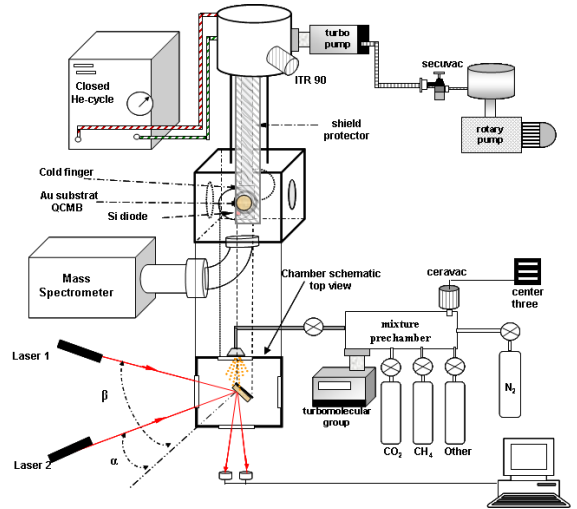 turbo
pump
secuvac
Closed
He-cycle
ITR 90
shield
protector
rotary
pump
Cold finger
Au substrat
QCMB
Si diode
Mass
Spectrometer
Chamber schematic
top view
ceravac
center
three
mixture
prechamber
Laser 1
β
N2
turbomolecular
group
Laser 2
α
CO2
CH4
Other